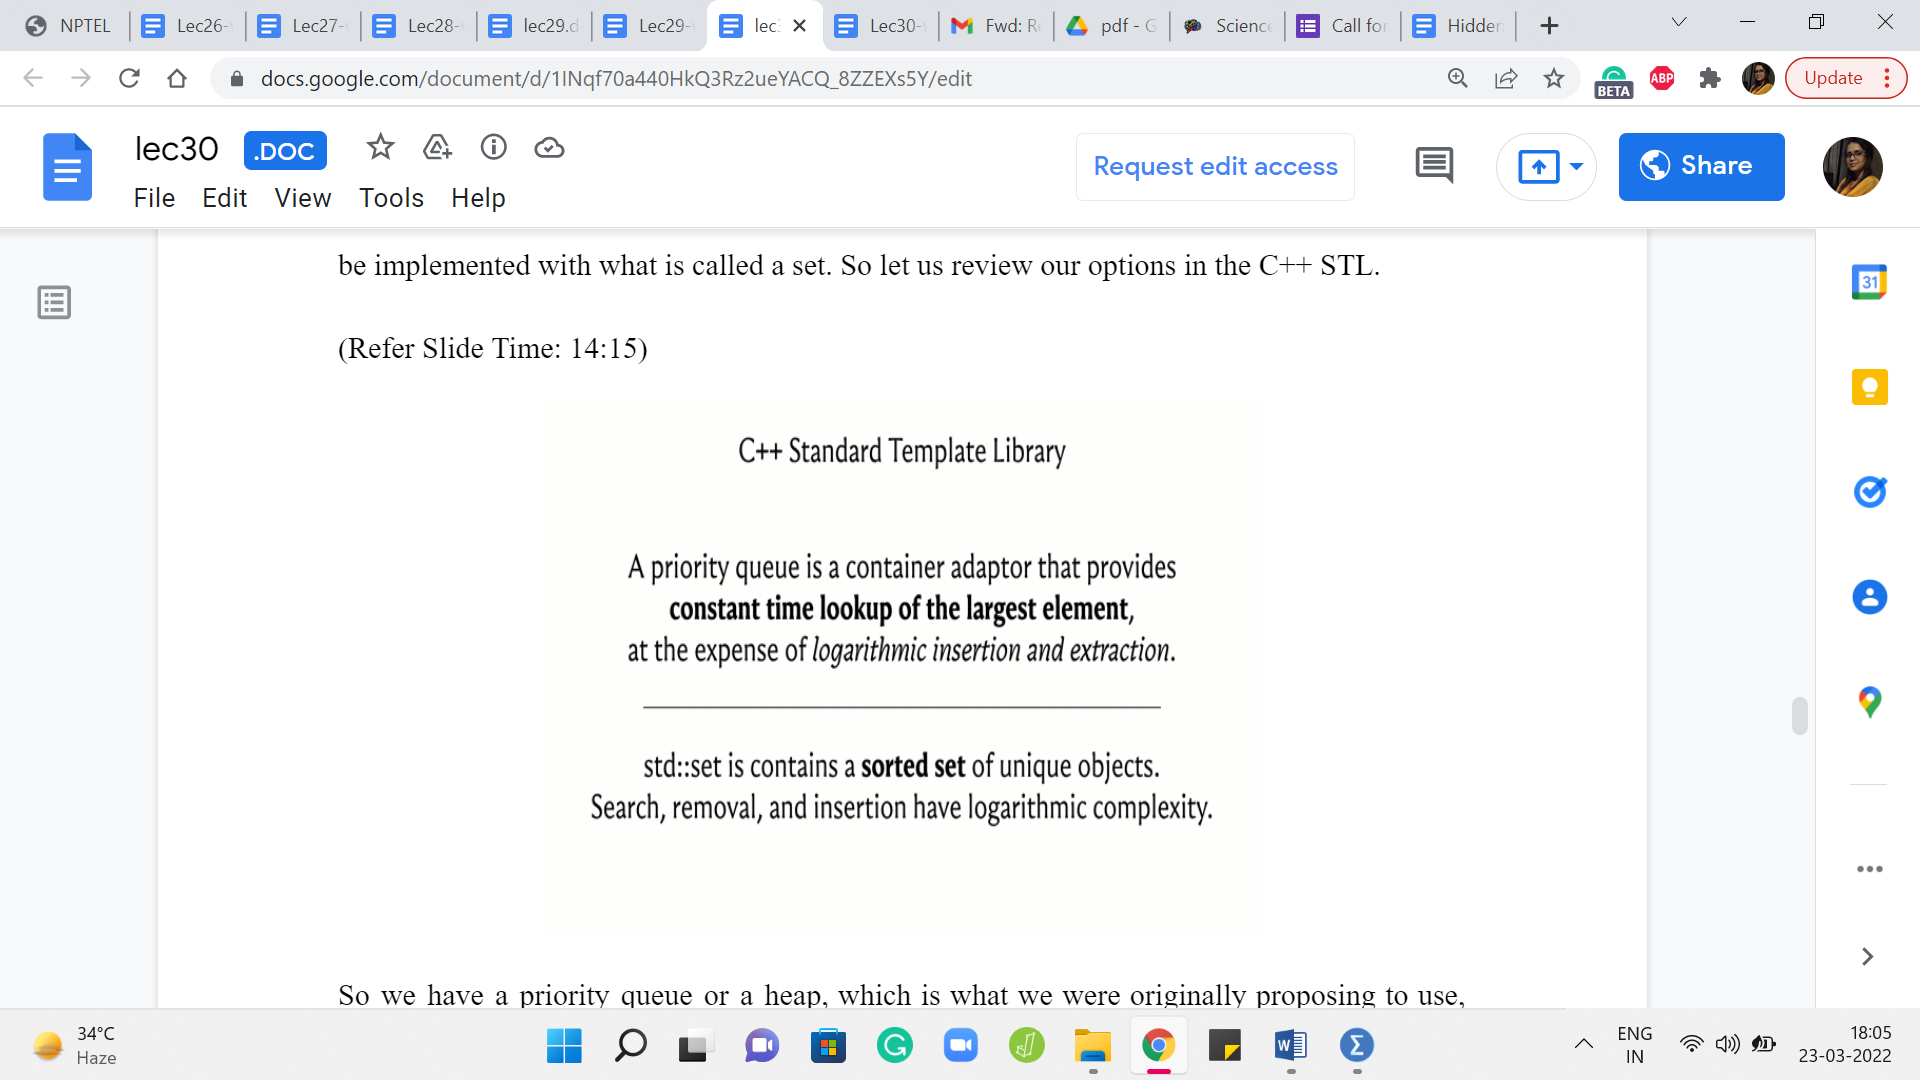 NPTEL
Lec26-
Lec27-
Lec28-
lec29.d
Lec29-
lec
Lec30-
Fwd: R
pdf - G
Science
Call for
Hidden
docs.google.com/document/d/1INqf70a440HkQ3Rz2ueYACQ_8ZZEXs5Y/edit
BETA
ABP
Update
lec30
.DOC
Request edit access
Share
File Edit View Tools Help
be implemented with what is called a set. So let us review our options in the C++ STL.
31
(Refer Slide Time: 14:15)
C++ Standard Template Library
A priority queue is a container adaptor that provides
constant time lookup of the largest element,
at the expense of logarithmic insertion and extraction.
std::set is contains a sorted set of unique objects.
Search, removal, and insertion have logarithmic complexity.
So we have a priority queue or a heap, which is what we were originally proposing to use,
34°C
Haze
ENG
IN
18:05
23-03-2022